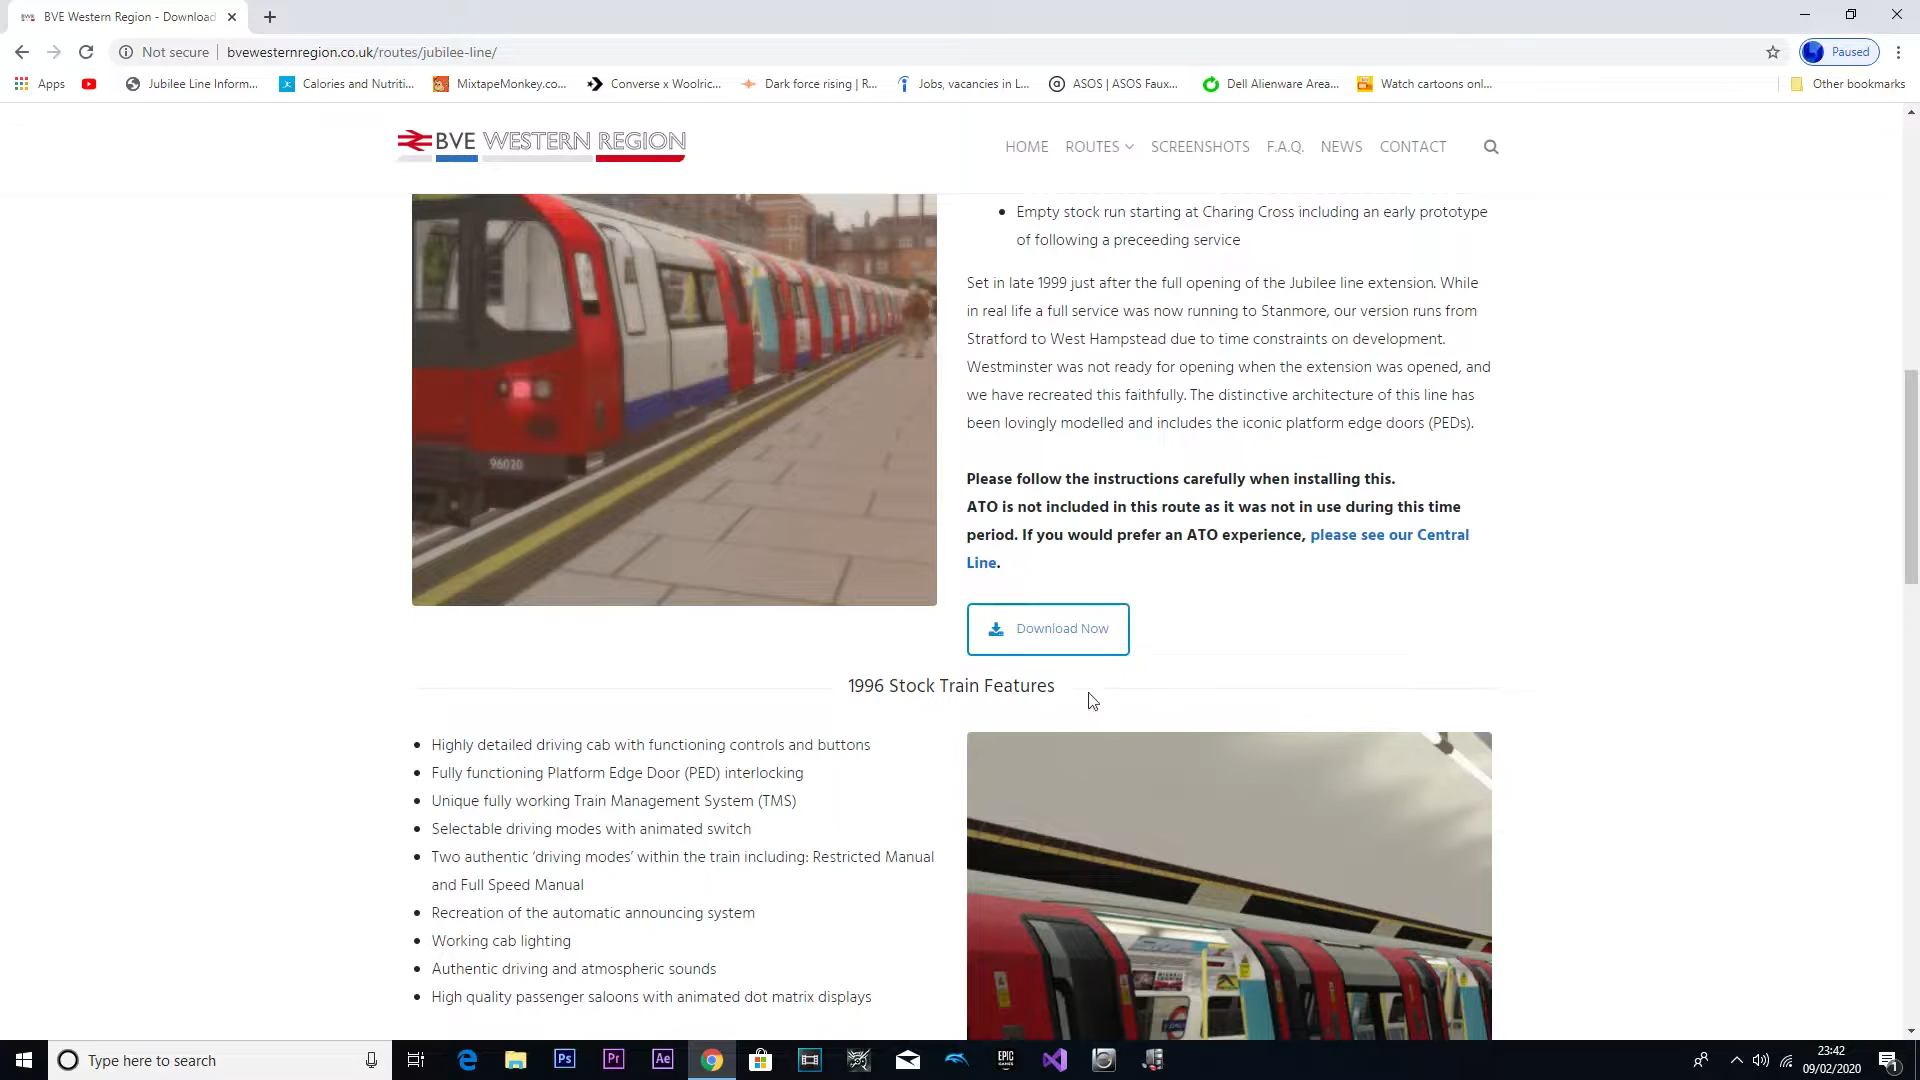 BVE Western Region - Download
Not secure
bvewesternregion.co.uk/routes/jubilee-line/
Paused
Apps
Jubilee Line Inform...
Calories and Nutriti...
MixtapeMonkey.co...
Converse x Woolric...
Dark force rising | R...
Jobs, vacancies in L...
ASOS | ASOS Faux...
Dell Alienware Area...
Watch cartoons onl...
Other bookmarks
BVE WESTERN REGION
HOME
ROUTES
SCREENSHOTS
F.A.Q.
NEWS
CONTACT
96020
Empty stock run starting at Charing Cross including an early prototype
of following a preceeding service
Set in late 1999 just after the full opening of the Jubilee line extension. While
in real life a full service was now running to Stanmore, our version runs from
Stratford to West Hampstead due to time constraints on development.
Westminster was not ready for opening when the extension was opened, and
we have recreated this faithfully. The distinctive architecture of this line has
been lovingly modelled and includes the iconic platform edge doors (PEDs).
Please follow the instructions carefully when installing this.
ATO is not included in this route as it was not in use during this time
period. If you would prefer an ATO experience, please see our Central
Line.
Download Now
1996 Stock Train Features
Highly detailed driving cab with functioning controls and buttons
Fully functioning Platform Edge Door (PED) interlocking
Unique fully working Train Management System (TMS)
Selectable driving modes with animated switch
Two authentic ‘driving modes’ within the train including: Restricted Manual
and Full Speed Manual
Recreation of the automatic announcing system
Working cab lighting
Authentic driving and atmospheric sounds
High quality passenger saloons with animated dot matrix displays
Type here to search
Ps
Pr
Ae
EPIC
GAMES
23:42
09/02/2020
1